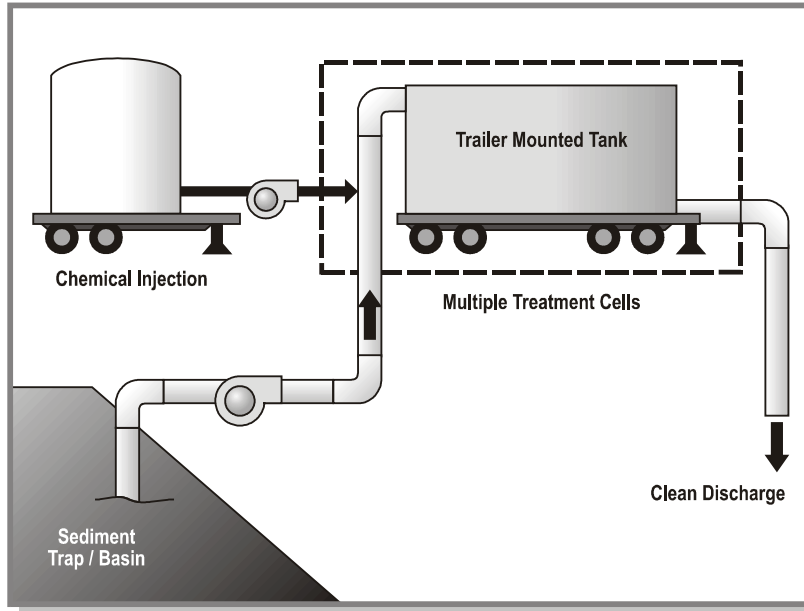 Trailer Mounted Tank
Chemical Injection
Multiple Treatment Cells
Clean Discharge
Sediment
Trap / Basin